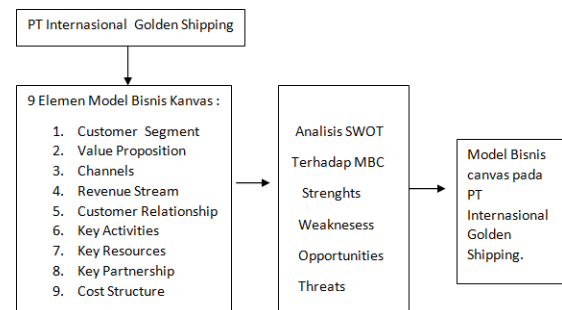 PT Internasional Golden Shipping
9 Elemen Model Bisnis Kanvas :
1. Customer Segment
2. Value Proposition
3. Channels
4. Revenue Stream
5. Customer Relationship
6. Key Activities
7. Key Resources
8. Key Partnership
9. Cost Structure
Analisis SWOT
Terhadap MBC
Strenghts
Weaknesess
Opportunities
Threats
Model Bisnis
canvas pada
PT
Internasional
Golden
Shipping.